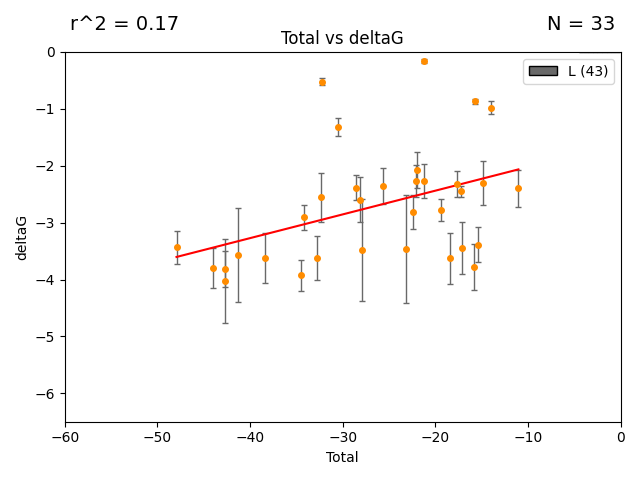 r^2 = 0.17
N = 33
Total vs deltaG
L (43)
deltaG
0
−1
−2
−3
−4
−5
−6
−60
−50
−40
−30
−20
−10
0
Total